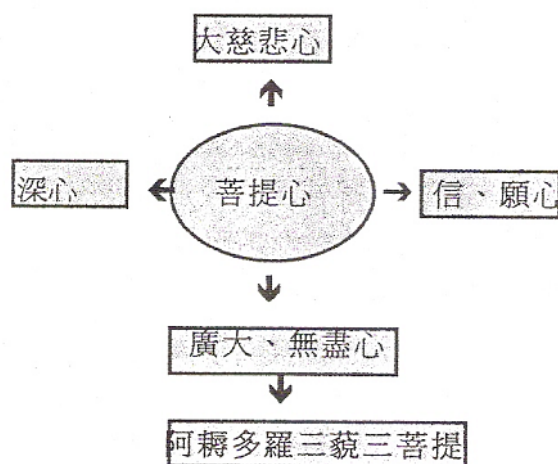 大慈悲心
深心
菩提心
信、願心
廣大、無盡心
阿耨多羅三藐三菩提